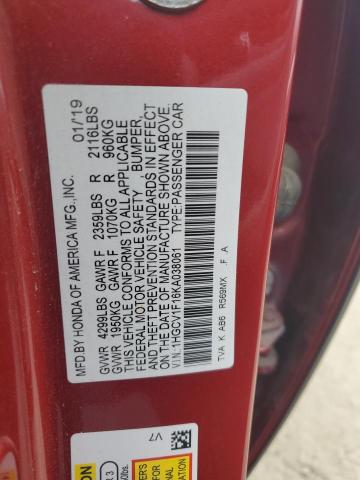 MFD.BY HONDA OF AMERICA MFG.,INC. 01/19
GVWR 4299LBS GAWR F 2359LBS R 2116LBS
GVWR 1950KG GAWR F 1070KG R 960KG
THIS VEHICLE CONFORMS TO ALL APPLICABLE
FEDERAL MOTOR VEHICLE SAFETY BUMPER,
AND THEFT PREVENTION STANDARDS IN EFFECT
ON THE DATE OF MANUFACTURE SHOWN ABOVE.
V.I.N.:1HGCV1F16KA038061 TYPE:PASSENGER CAR
TVA K AB6 R569MX .F .A
V7